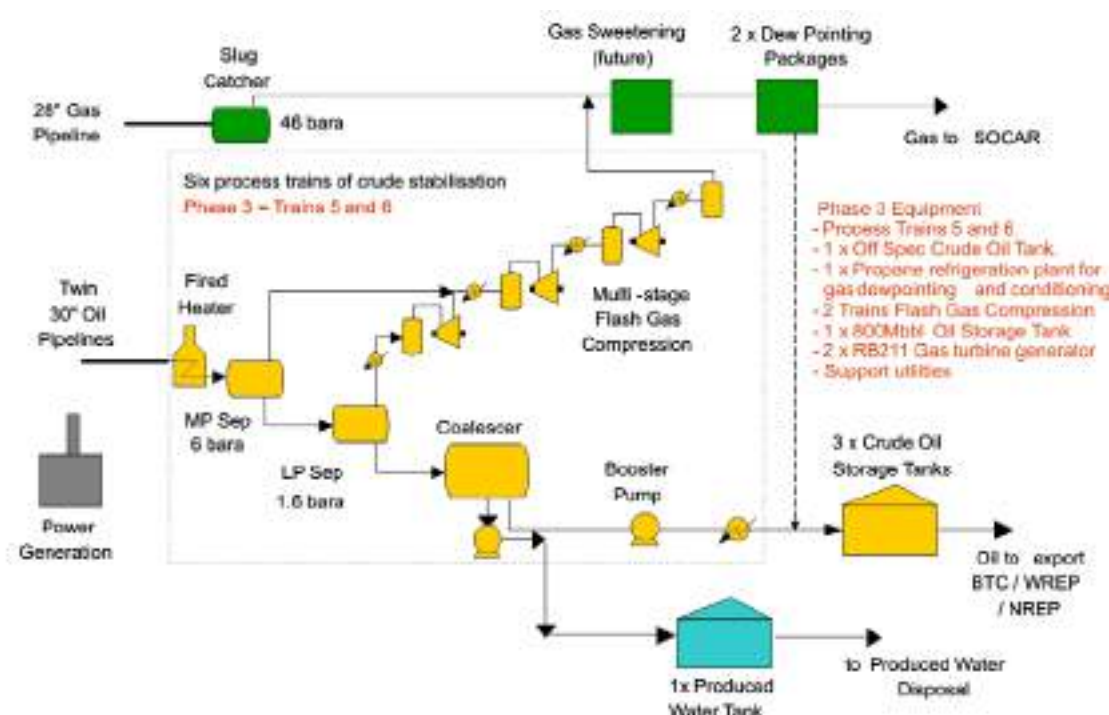 Gas Sweetening
(future)
2 x Dew Pointing
Packages
Slug
Catcher
28" Gas
Pipeline
46 bara
Gas to SOCAR
Six process trains of crude stabilisation
Phase 3 – Trains 5 and 6
Phase 3 Equipment
- Process Trains 5 and 6
- 1 x Off Spec Crude Oil Tank
- 1 x Propane refrigeration plant for
gas dewpointing and conditioning
- 2 Trains Flash Gas Compression
- 1 x 800Mbbl Oil Storage Tank
- 2 x RB211 Gas turbine generator
- Support utilities
Fired
Heater
Twin
30" Oil
Pipelines
Multi -stage
Flash Gas
Compression
MP Sep
6 bara
Coalescer
LP Sep
1.6 bara
Booster
Pump
3 x Crude Oil
Storage Tanks
Power
Generation
Oil to export
BTC / WREP
/ NREP
to Produced Water
Disposal
1x Produced
Water Tank